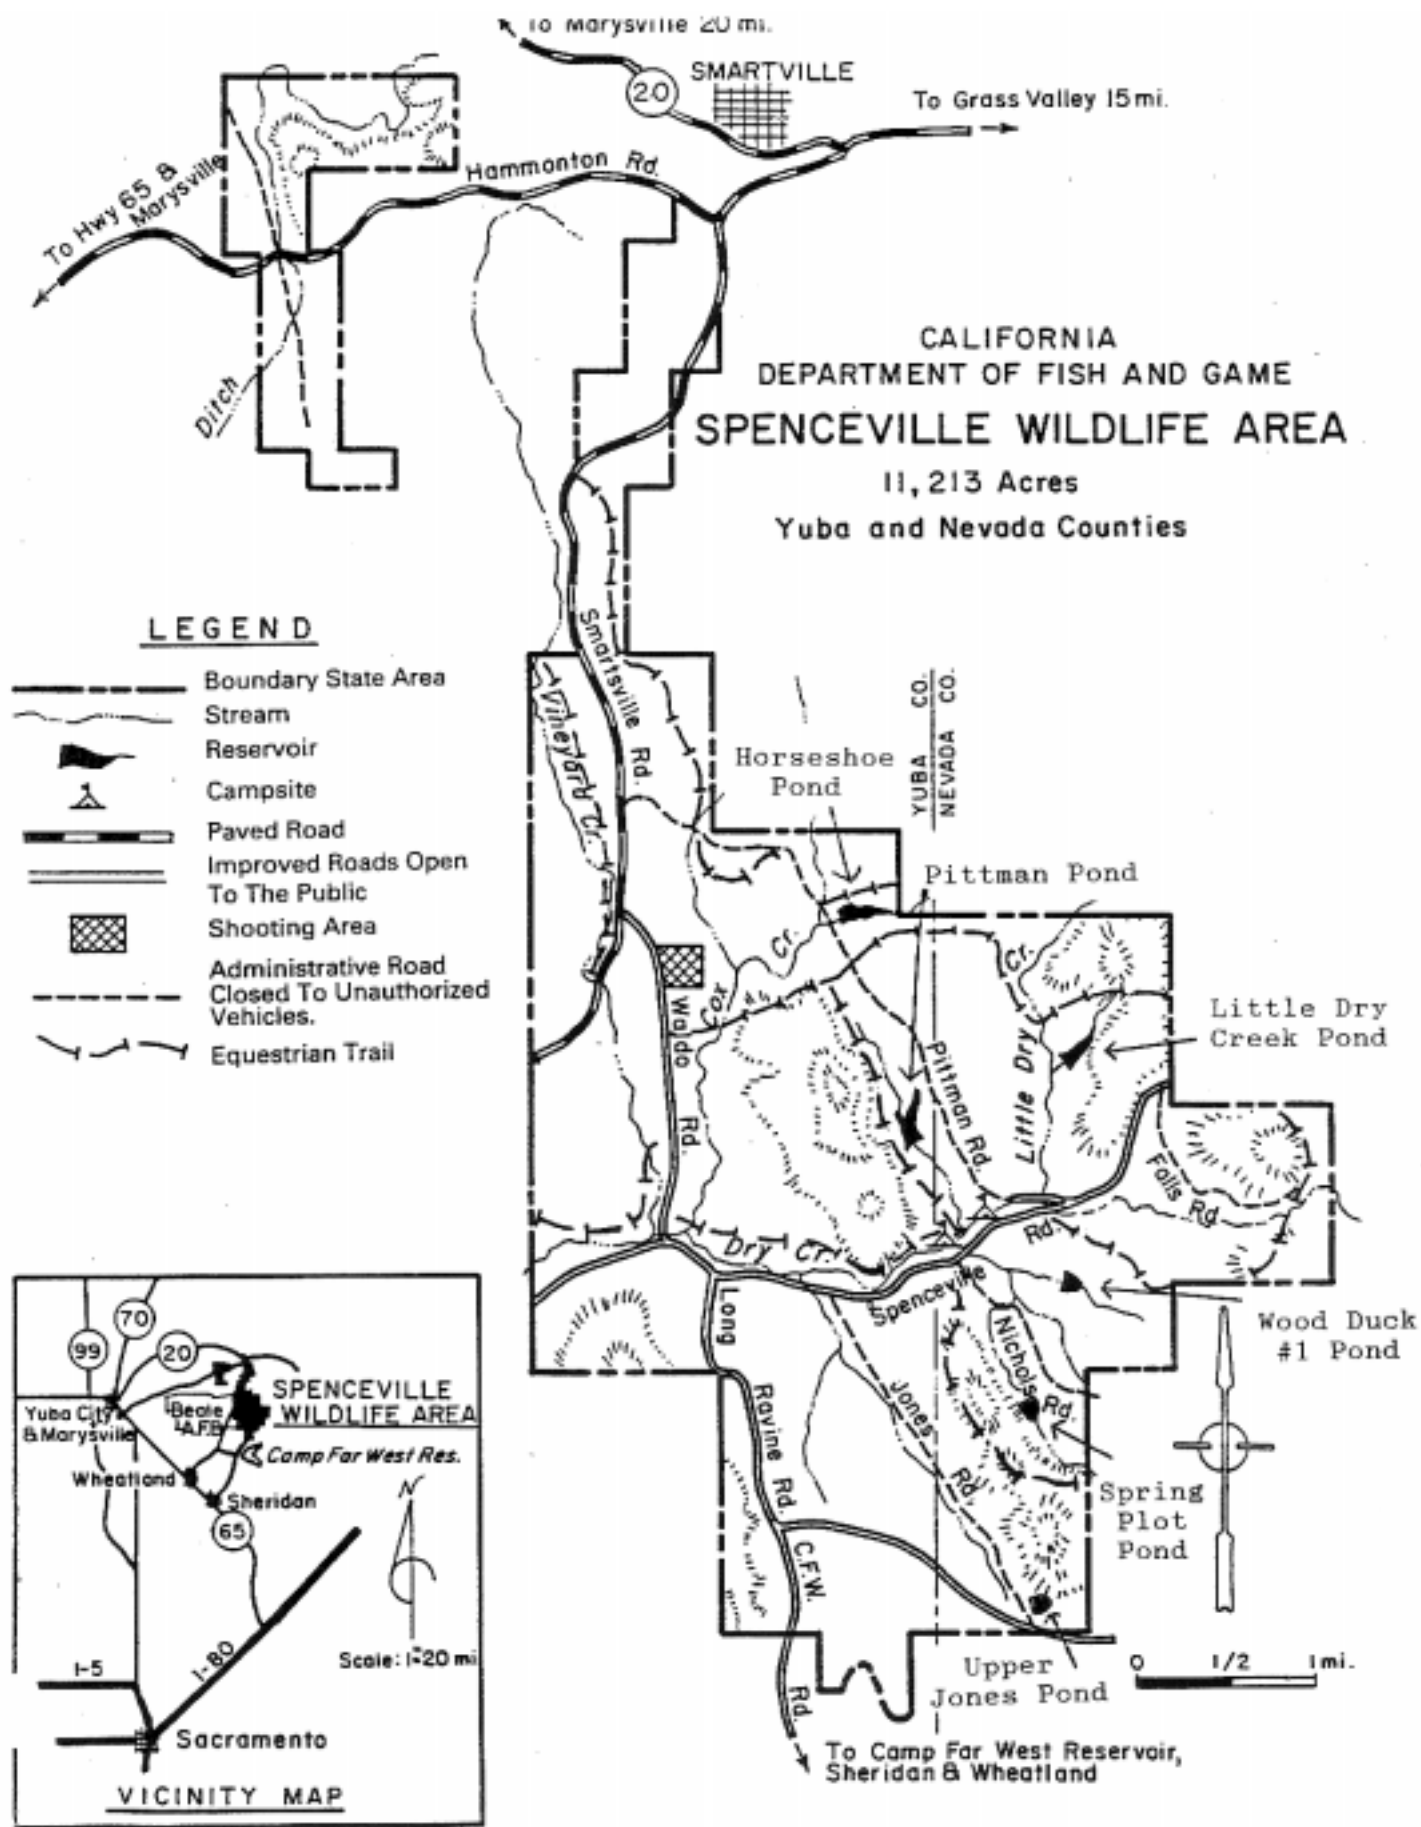 To Marysville 20 mi.
SMARTVILLE
20
To Grass Valley 15 mi.
Hammonton Rd.
To Hwy 65 &
Marysville
Ditch
CALIFORNIA
DEPARTMENT OF FISH AND GAME
SPENCEVILLE WILDLIFE AREA
11,213 Acres
Yuba and Nevada Counties
LEGEND
Boundary State Area
Stream
Reservoir
Campsite
Paved Road
Improved Roads Open
To The Public
Shooting Area
Administrative Road
Closed To Unauthorized
Vehicles.
Equestrian Trail
Smartsville Rd.
Vineyard Cr.
YUBA CO.
NEVADA CO.
Horseshoe
Pond
Pittman Pond
Cox Cr.
Waldo Rd.
Pittman Rd.
Little Dry Cr.
Little Dry
Creek Pond
Falls Rd
Dry Cr.
Spenceville Rd.
Wood Duck
#1 Pond
Long Ravine Rd.
Jones Rd.
Nichols Rd.
Spring
Plot
Pond
C.F.W. Rd.
Upper
Jones Pond
0 1/2 1 mi.
To Camp Far West Reservoir,
Sheridan & Wheatland
99
70
20
SPENCEVILLE
WILDLIFE AREA
Yuba City
& Marysville
Beale
A.F.B.
Camp Far West Res.
Wheatland
Sheridan
65
N
I-80
I-5
Scale: 1"=20 mi.
Sacramento
VICINITY MAP